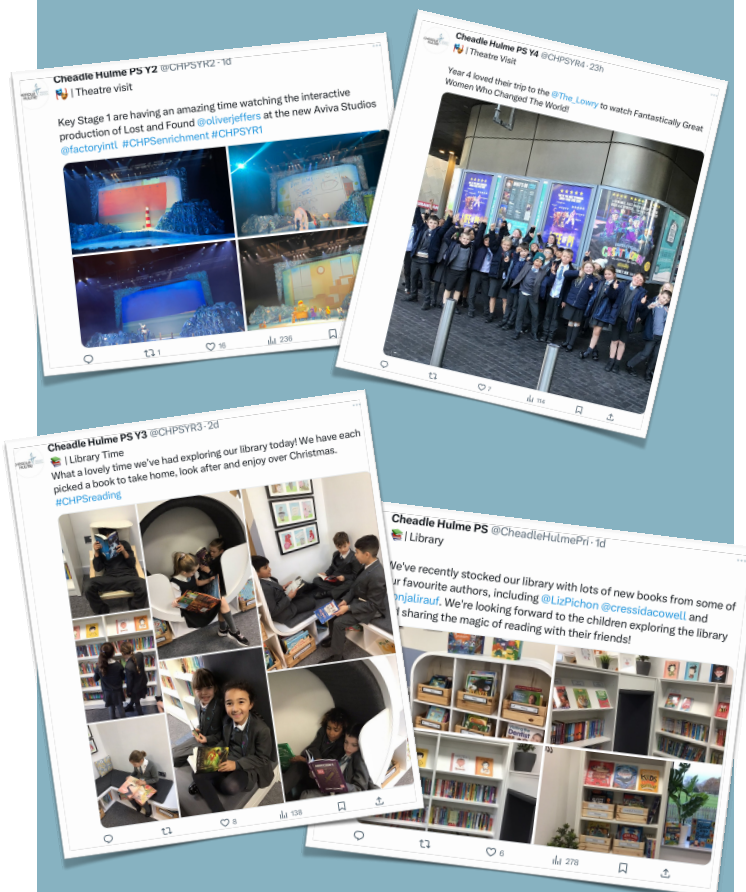 Cheadle Hulme PS Y2 @CHPSYR2 · 1d
| Theatre visit
Key Stage 1 are having an amazing time watching the interactive
production of Lost and Found @oliverjeffers at the new Aviva Studios
@factoryintl #CHPSenrichment #CHPSYR1
1
16
236
Cheadle Hulme PS Y4 @CHPSYR4 · 23h
| Theatre Visit
Year 4 loved their trip to the @The_Lowry to watch Fantastically Great
Women Who Changed The World!
7
114
Cheadle Hulme PS Y3 @CHPSYR3 · 2d
| Library Time
What a lovely time we've had exploring our library today! We have each
picked a book to take home, look after and enjoy over Christmas.
#CHPSreading
8
138
Cheadle Hulme PS @CheadleHulmePri · 1d
| Library
We've recently stocked our library with lots of new books from some of
ur favourite authors, including @LizPichon @cressidacowell and
onjalirauf. We're looking forward to the children exploring the library
d sharing the magic of reading with their friends!
Dentist
KiDS
6
278